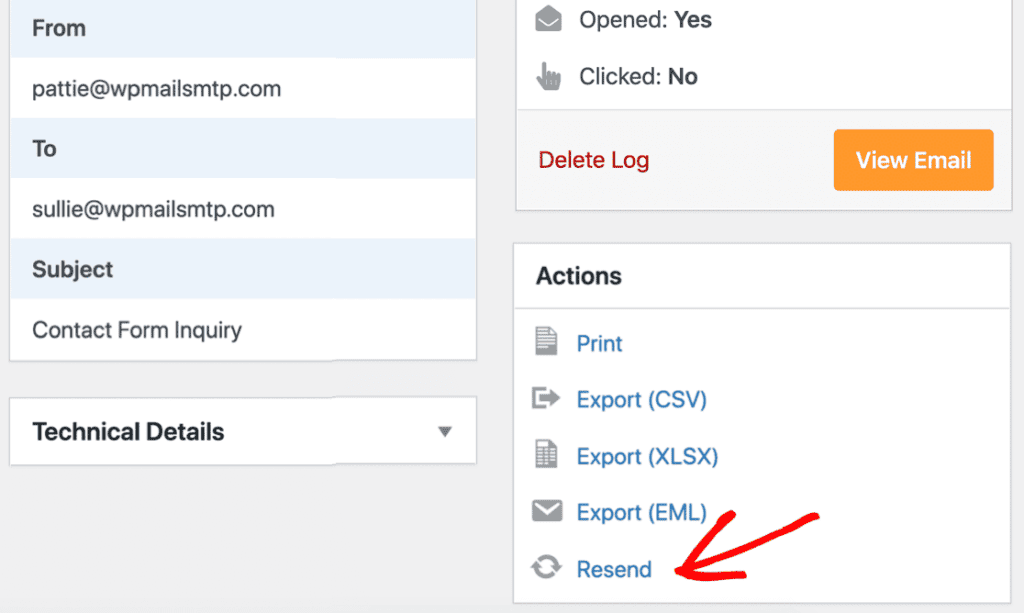 From
pattie@wpmailsmtp.com
To
sullie@wpmailsmtp.com
Subject
Contact Form Inquiry
Technical Details
Opened: Yes
Clicked: No
Delete Log
View Email
Actions
Print
Export (CSV)
Export (XLSX)
Export (EML)
Resend